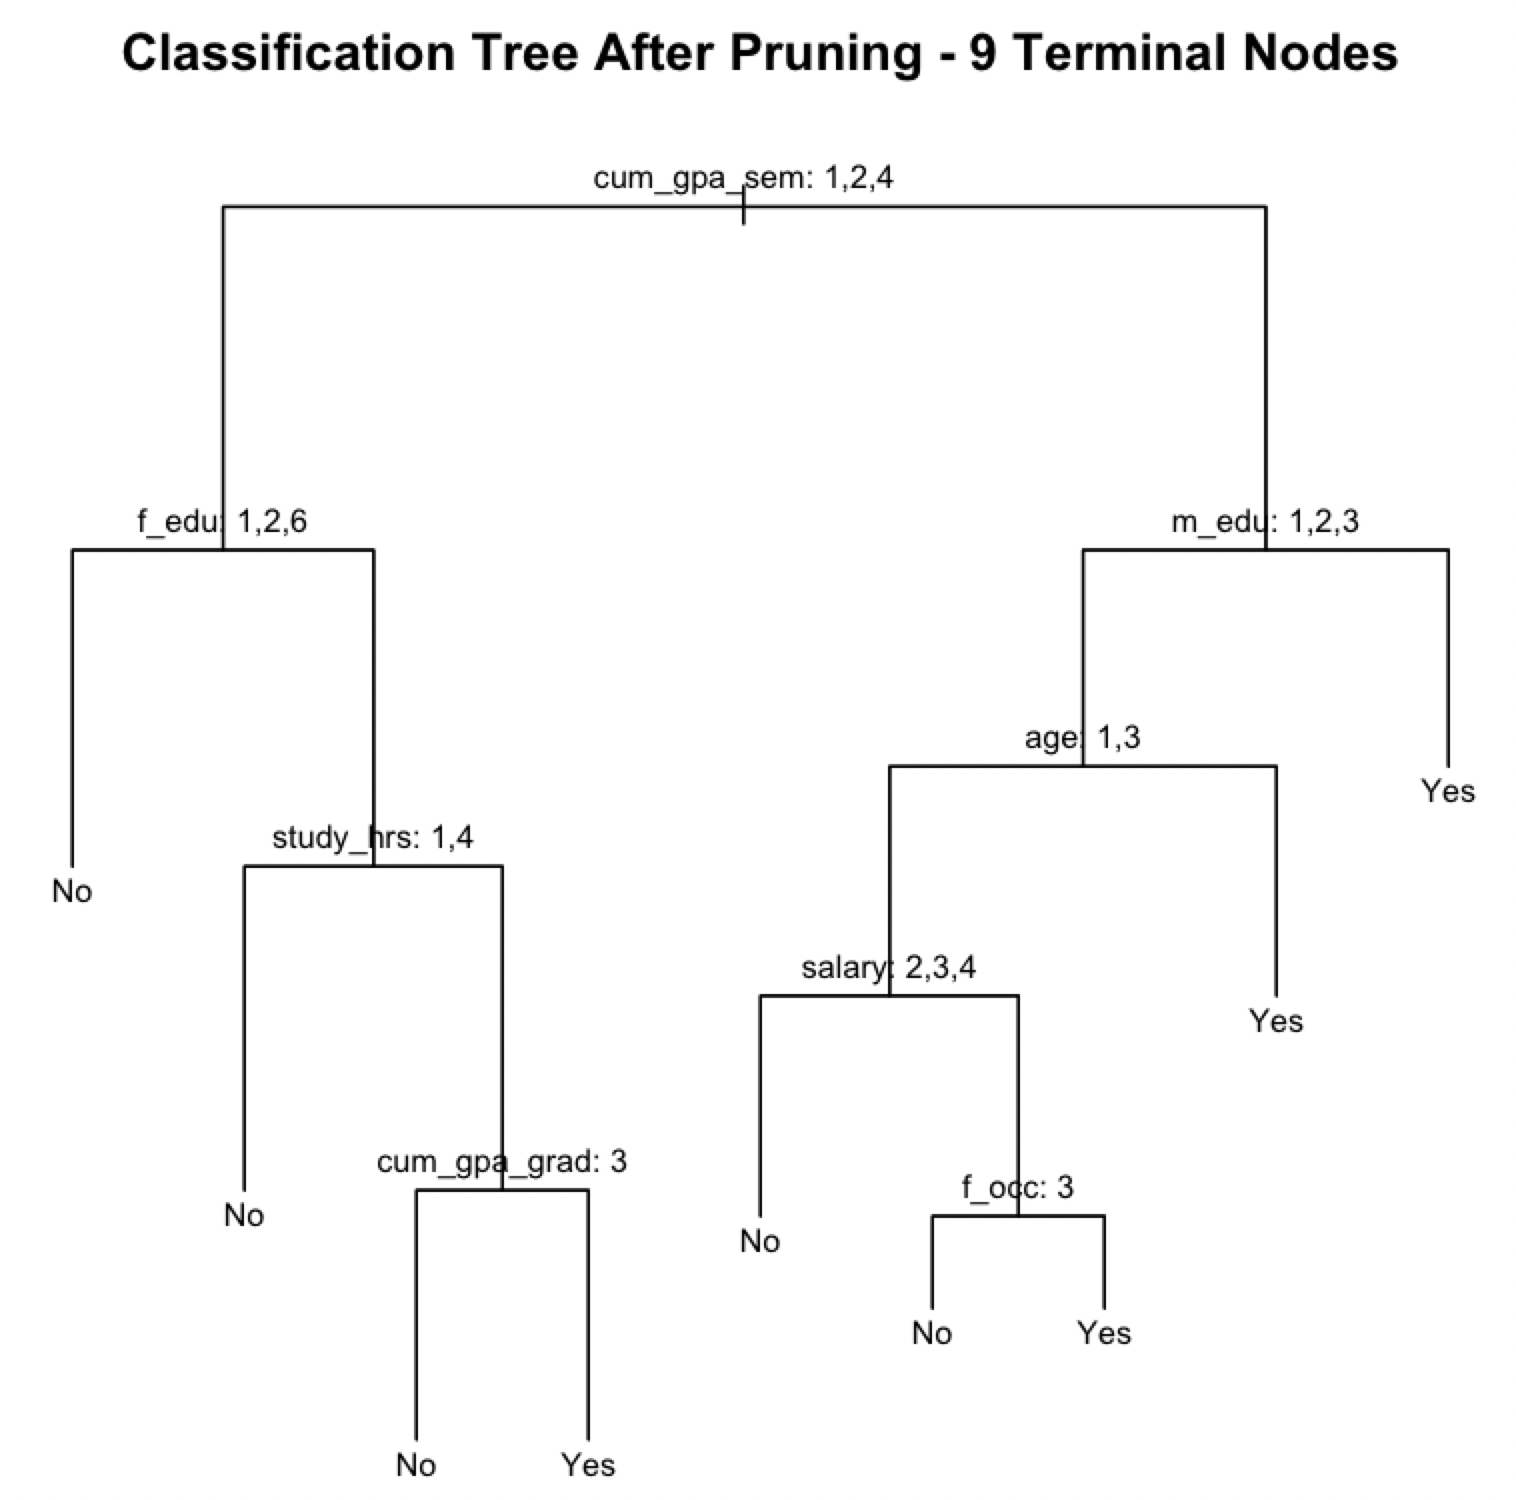 Classification Tree After Pruning - 9 Terminal Nodes
cum_gpa_sem: 1,2,4
f_edu: 1,2,6
m_edu: 1,2,3
age: 1,3
Yes
study_hrs: 1,4
No
salary: 2,3,4
Yes
cum_gpa_grad: 3
f_occ: 3
No
No
No
Yes
No
Yes